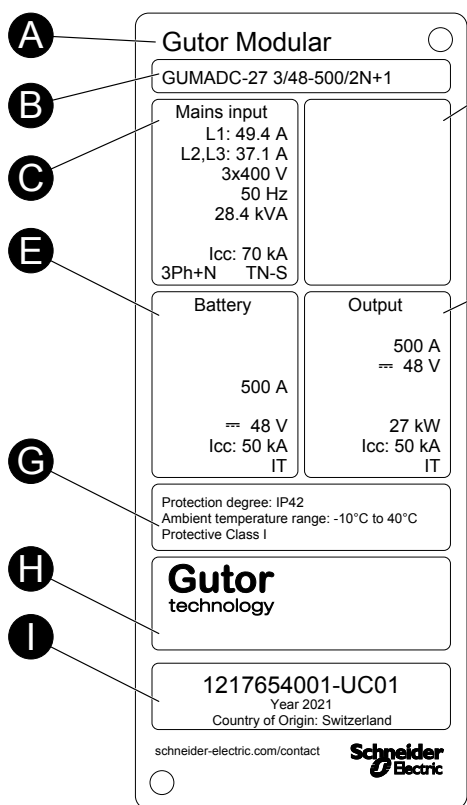 A
Gutor Modular
B
GUMADC-27 3/48-500/2N+1
C
Mains input
L1: 49.4 A
L2,L3: 37.1 A
3x400 V
50 Hz
28.4 kVA
Icc: 70 kA
3Ph+N TN-S
E
Battery
500 A
⎓ 48 V
Icc: 50 kA
IT
Output
500 A
⎓ 48 V
27 kW
Icc: 50 kA
IT
G
Protection degree: IP42
Ambient temperature range: -10°C to 40°C
Protective Class I
H
Gutor
technology
I
1217654001-UC01
Year 2021
Country of Origin: Switzerland
schneider-electric.com/contact
Schneider
Electric